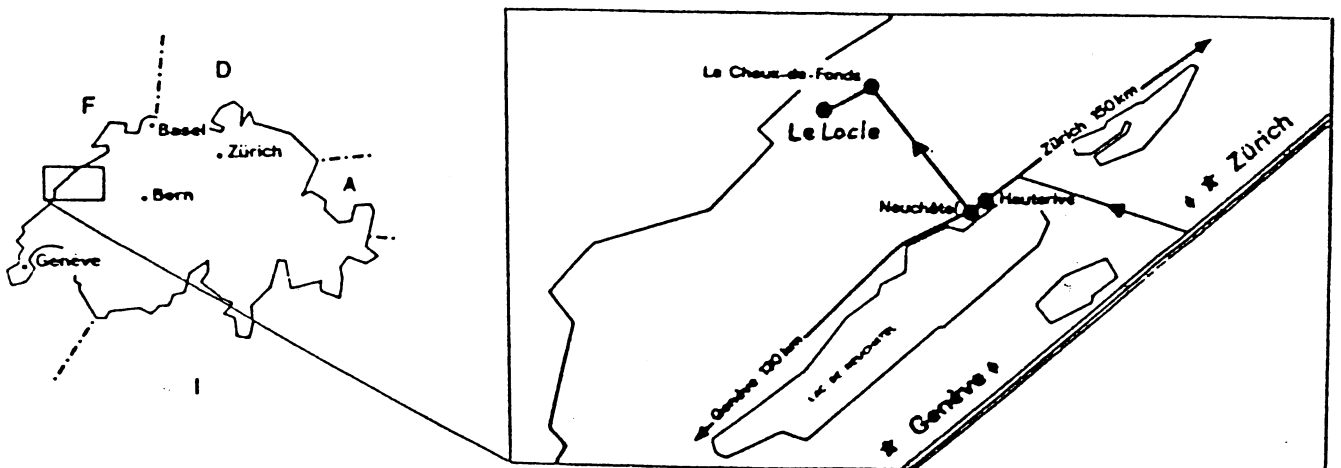 D
F
Basel
Zürich
A
Bern
Genève
I
La Chaux-de-Fonds
Le Locle
Zürich 150 km
Zürich
Neuchâtel
Hauterive
Genève 130 km
Genève